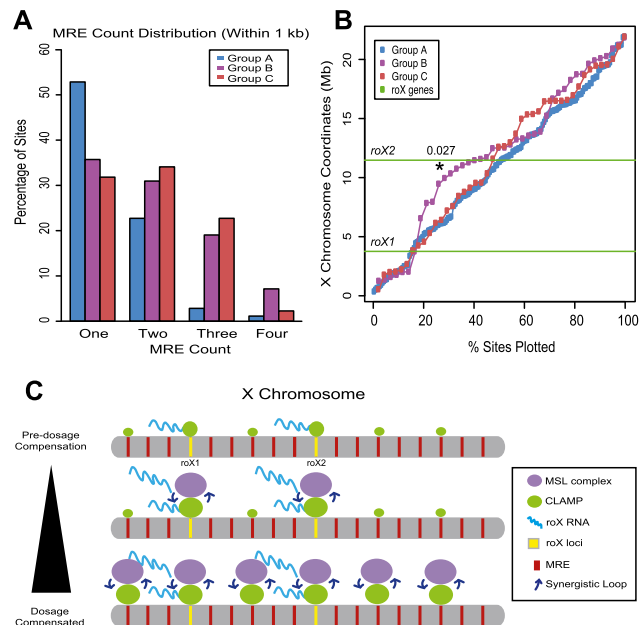 A
MRE Count Distribution (Within 1 kb)
Percentage of Sites
60
50
40
30
20
10
0
Group A
Group B
Group C
One
Two
Three
Four
MRE Count
B
X Chromosome Coordinates (Mb)
20
15
10
5
0
Group A
Group B
Group C
roX genes
roX2
0.027
*
roX1
0
20
40
60
80
100
% Sites Plotted
C
X Chromosome
Pre-dosage
Compensation
roX1
roX2
Dosage
Compensated
MSL complex
CLAMP
roX RNA
roX loci
MRE
Synergistic Loop